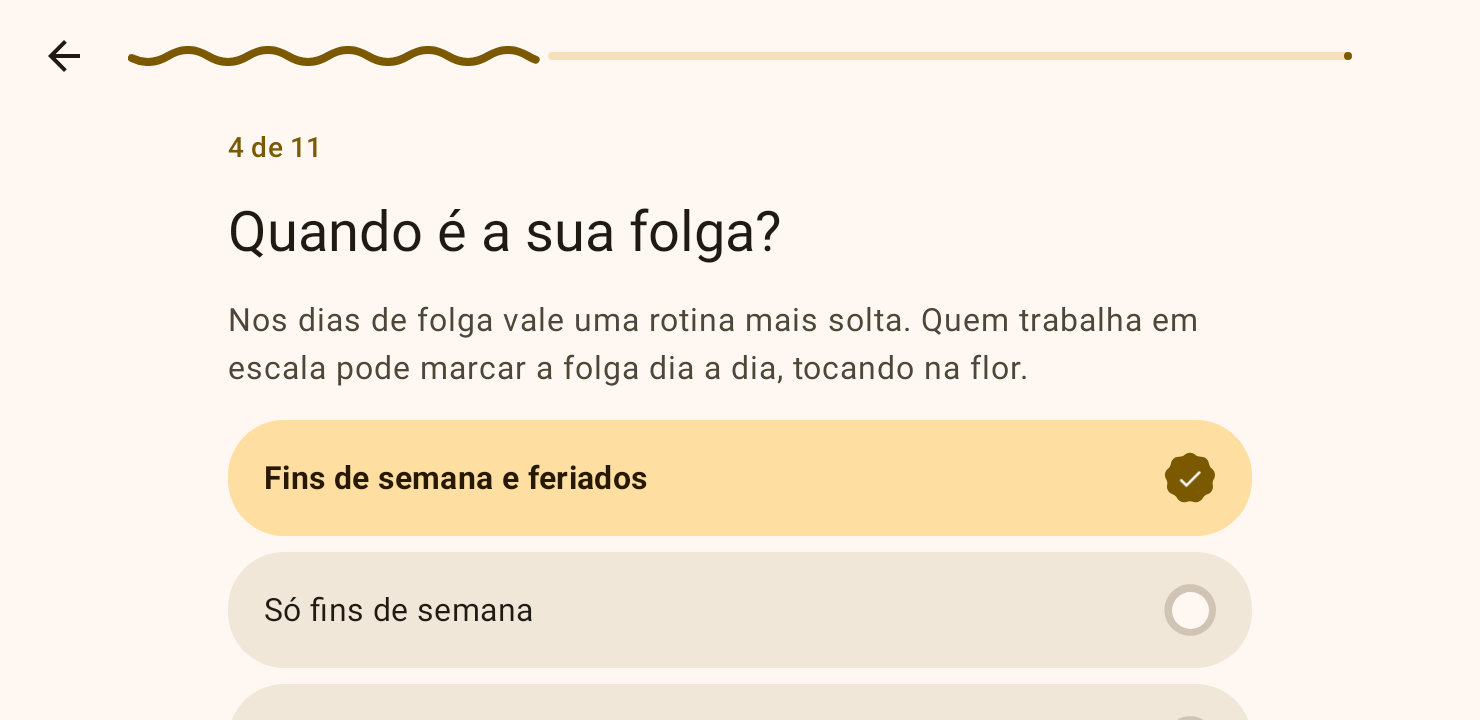 4 de 11
Quando é a sua folga?
Nos dias de folga vale uma rotina mais solta. Quem trabalha em
escala pode marcar a folga dia a dia, tocando na flor.
Fins de semana e feriados
Só fins de semana